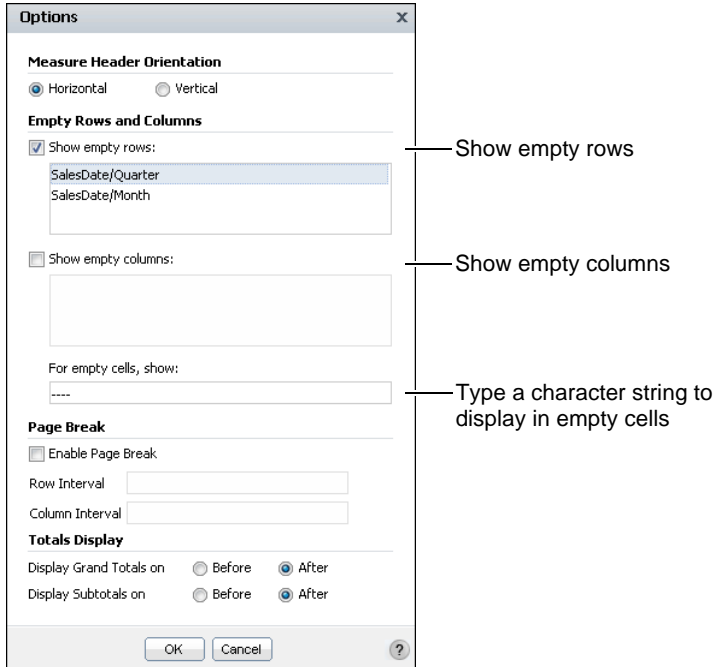 Options x
Measure Header Orientation
Horizontal Vertical
Empty Rows and Columns
Show empty rows: Show empty rows
SalesDate/Quarter
SalesDate/Month
Show empty columns: Show empty columns
For empty cells, show:
---- Type a character string to
display in empty cells
Page Break
Enable Page Break
Row Interval
Column Interval
Totals Display
Display Grand Totals on Before After
Display Subtotals on Before After
OK Cancel ?